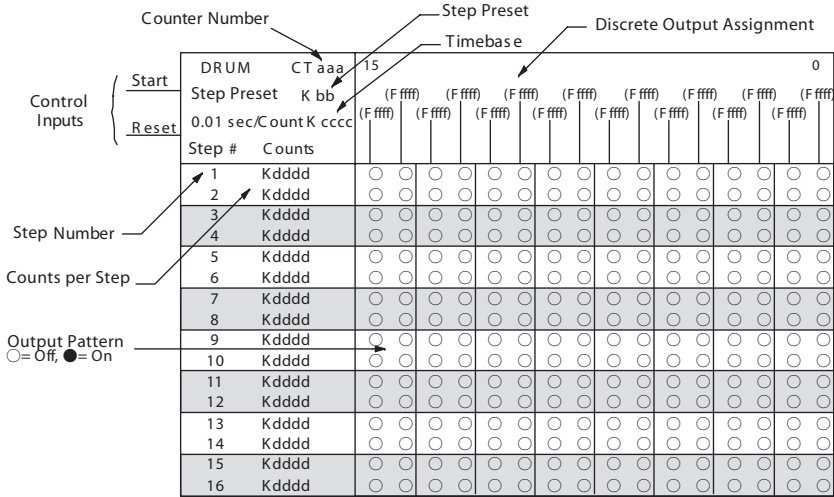 Counter Number
Step Preset
Timebase
Discrete Output Assignment
Control Inputs
Start
Reset
DRUM CT aaa 15 0
Step Preset K bb (F ffff) (F ffff) (F ffff) (F ffff) (F ffff) (F ffff) (F ffff) (F ffff)
0.01 sec/Count K cccc (F ffff) (F ffff) (F ffff) (F ffff) (F ffff) (F ffff) (F ffff) (F ffff)
Step # Counts
1 Kdddd
2 Kdddd
3 Kdddd
4 Kdddd
5 Kdddd
6 Kdddd
7 Kdddd
8 Kdddd
9 Kdddd
10 Kdddd
11 Kdddd
12 Kdddd
13 Kdddd
14 Kdddd
15 Kdddd
16 Kdddd
Step Number
Counts per Step
Output Pattern
○= Off, ●= On